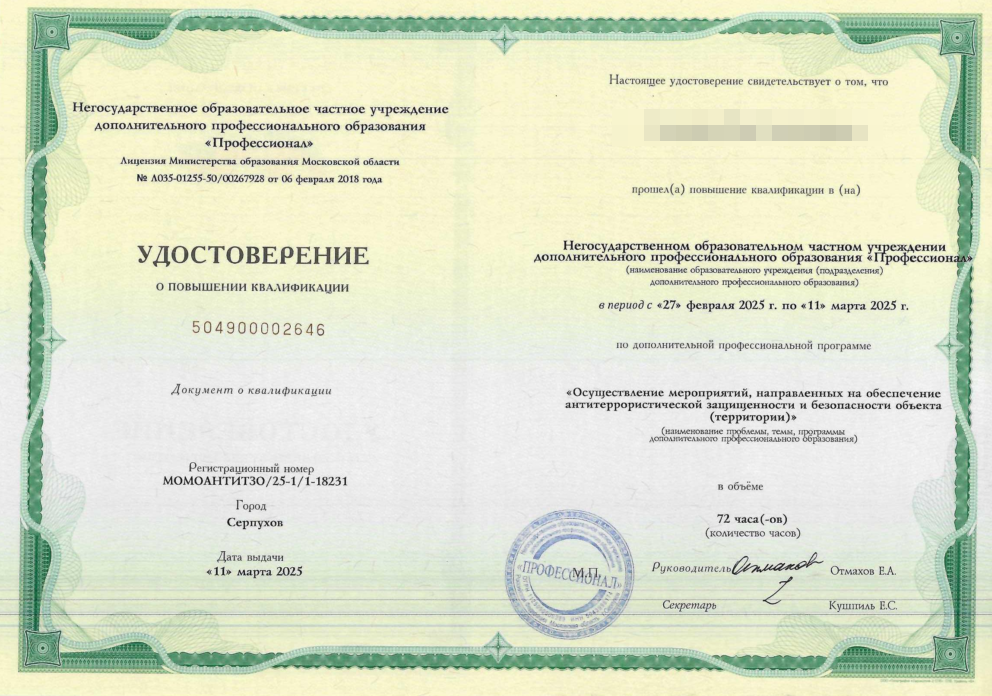 Негосударственное образовательное частное учреждение
дополнительного профессионального образования
«Профессионал»
Лицензия Министерства образования Московской области
№ Л035-01255-50/00267928 от 06 февраля 2018 года
УДОСТОВЕРЕНИЕ
О ПОВЫШЕНИИ КВАЛИФИКАЦИИ
504900002646
Документ о квалификации
Регистрационный номер
МОМОАНТИТЗО/25-1/1-18231
Город
Серпухов
Дата выдачи
«11» марта 2025
Настоящее удостоверение свидетельствует о том, что
прошел(а) повышение квалификации в (на)
Негосударственном образовательном частном учреждении
дополнительного профессионального образования «Профессионал»
(наименование образовательного учреждения (подразделения)
дополнительного профессионального образования)
в период с «27» февраля 2025 г. по «11» марта 2025 г.
по дополнительной профессиональной программе
«Осуществление мероприятий, направленных на обеспечение
антитеррористической защищенности и безопасности объекта
(территории)»
(наименование проблемы, темы, программы
дополнительного профессионального образования)
в объёме
72 часа(-ов)
(количество часов)
М.П.
«ПРОФЕССИОНАЛ»
Руководитель Отмахов Отмахов Е.А.
Секретарь Кушпиль Е.С.